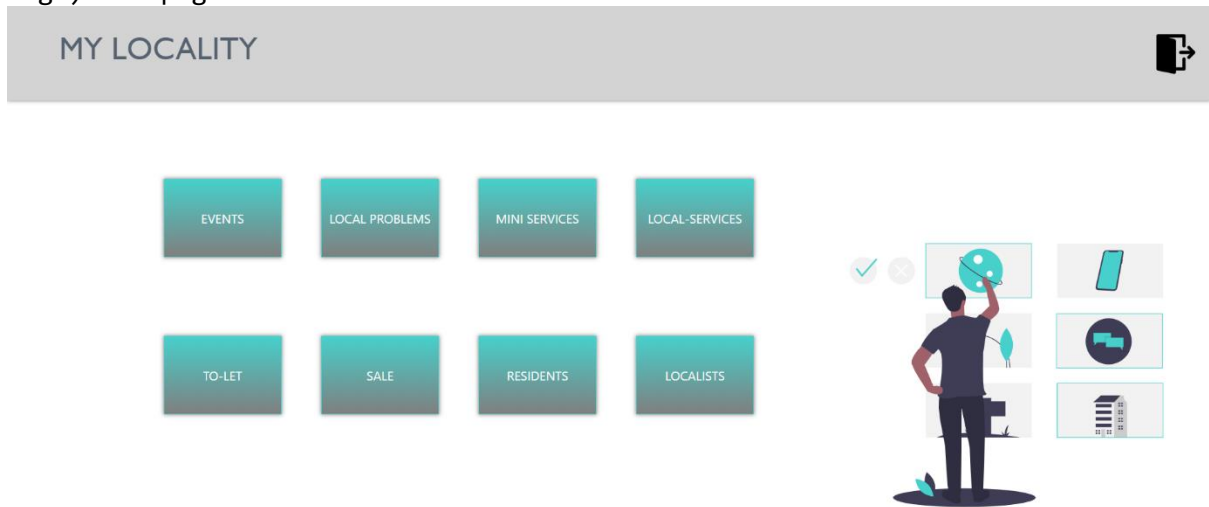 MY LOCALITY
EVENTS
LOCAL PROBLEMS
MINI SERVICES
LOCAL-SERVICES
TO-LET
SALE
RESIDENTS
LOCALISTS